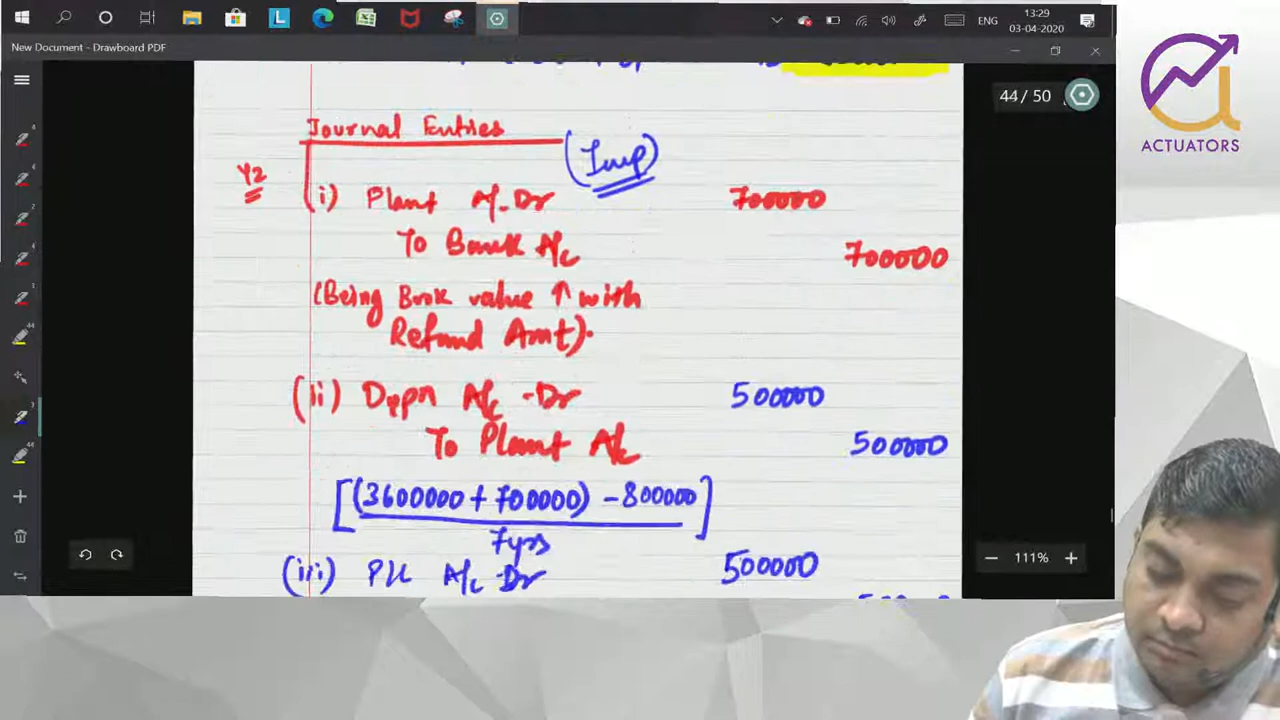 13:29
ENG
03-04-2020
New Document - Drawboard PDF
44 / 50
ACTUATORS
Journal Entries
(Imp)
Y2
(i) Plant A/c Dr 700000
To Bank A/c 700000
(Being Book value ↑ with
Refund Amt).
(ii) Depn A/c - Dr 500000
To Plant A/c 500000
[(3600000 + 700000) - 800000]
7yrs
111%
(iii) P/L A/c - Dr 500000